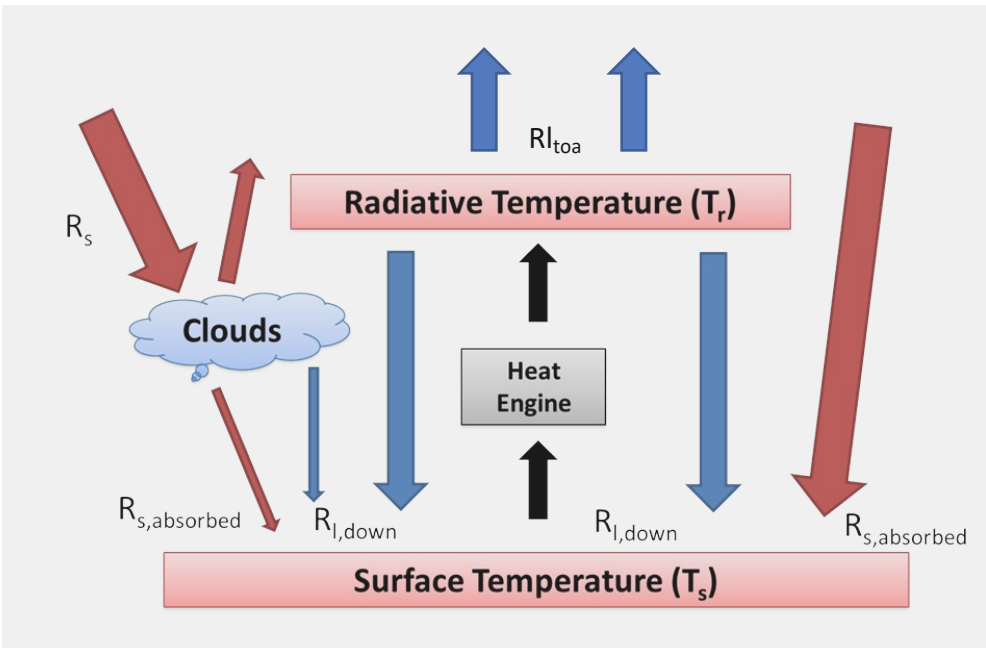 Rl_toa
Radiative Temperature (T_r)
R_s
Clouds
Heat
Engine
R_s,absorbed
R_l,down
R_l,down
R_s,absorbed
Surface Temperature (T_s)